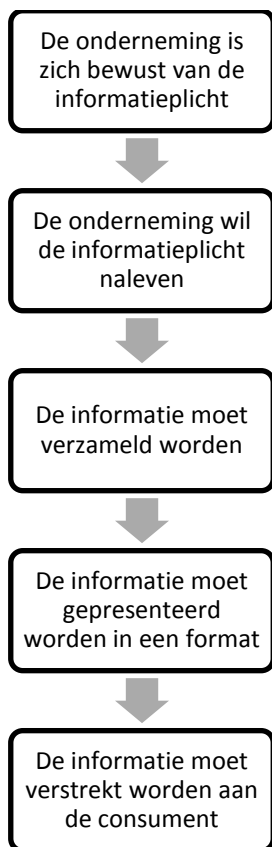 De onderneming is
zich bewust van de
informatieplicht
De onderneming wil
de informatieplicht
naleven
De informatie moet
verzameld worden
De informatie moet
gepresenteerd
worden in een format
De informatie moet
verstrekt worden aan
de consument